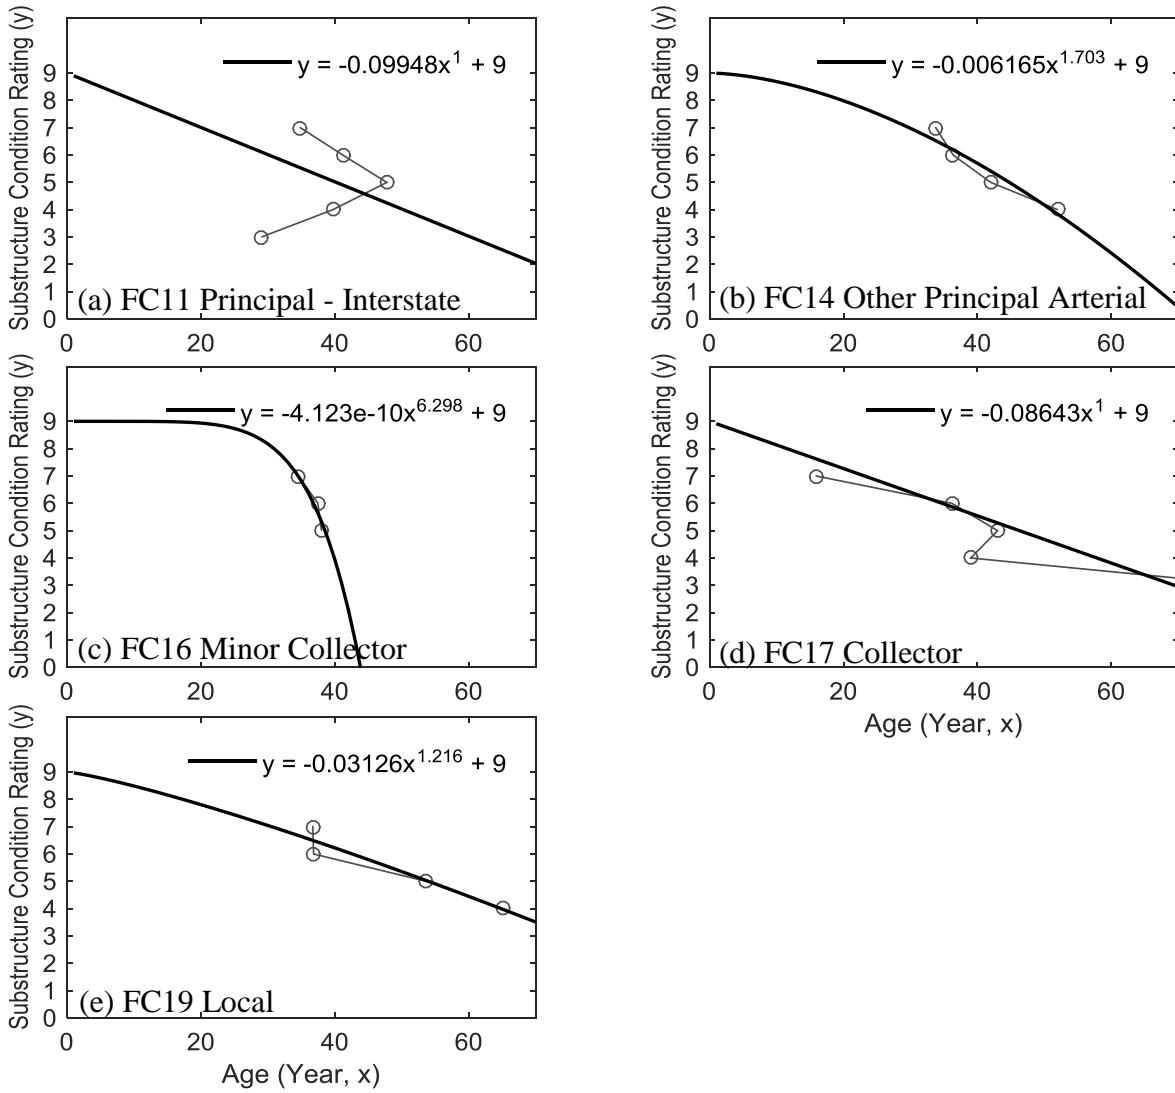 Substructure Condition Rating (y)
9
8
7
6
5
4
3
2
1
0
y = -0.09948x^1 + 9
(a) FC11 Principal - Interstate
0 20 40 60
Substructure Condition Rating (y)
9
8
7
6
5
4
3
2
1
0
y = -0.006165x^1.703 + 9
(b) FC14 Other Principal Arterial
0 20 40 60
Substructure Condition Rating (y)
9
8
7
6
5
4
3
2
1
0
y = -4.123e-10x^6.298 + 9
(c) FC16 Minor Collector
Substructure Condition Rating (y)
9
8
7
6
5
4
3
2
1
0
y = -0.08643x^1 + 9
(d) FC17 Collector
0 20 40 60
Age (Year, x)
Substructure Condition Rating (y)
9
8
7
6
5
4
3
2
1
0
y = -0.03126x^1.216 + 9
(e) FC19 Local
0 20 40 60
Age (Year, x)